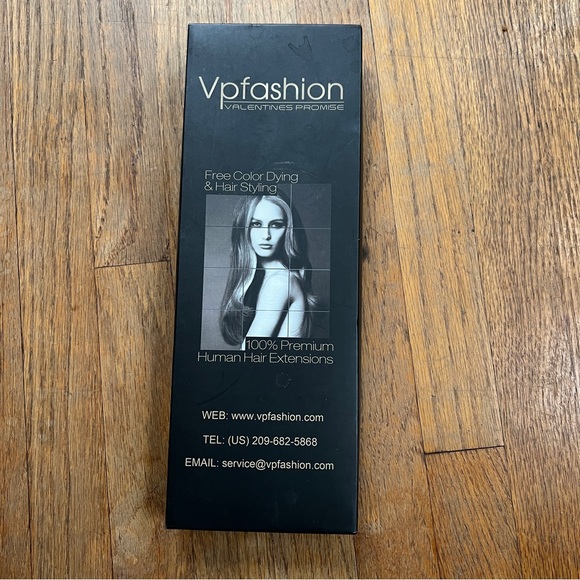 Vpfashion
VALENTINES PROMISE
Free Color Dying
& Hair Styling
100% Premium
Human Hair Extensions
WEB: www.vpfashion.com
TEL: (US) 209-682-5868
EMAIL: service@vpfashion.com